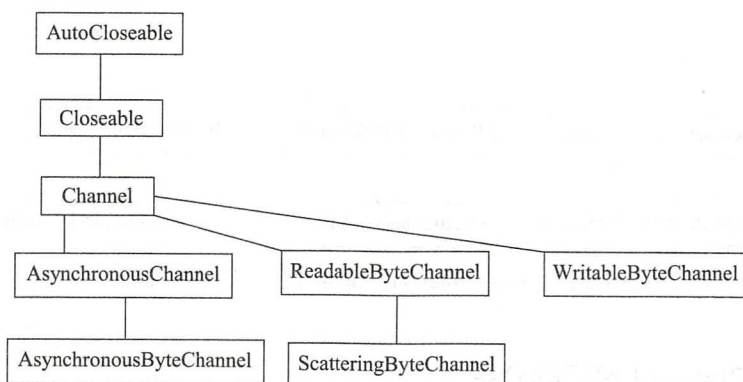 AutoCloseable
Closeable
Channel
AsynchronousChannel
ReadableByteChannel
WritableByteChannel
AsynchronousByteChannel
ScatteringByteChannel